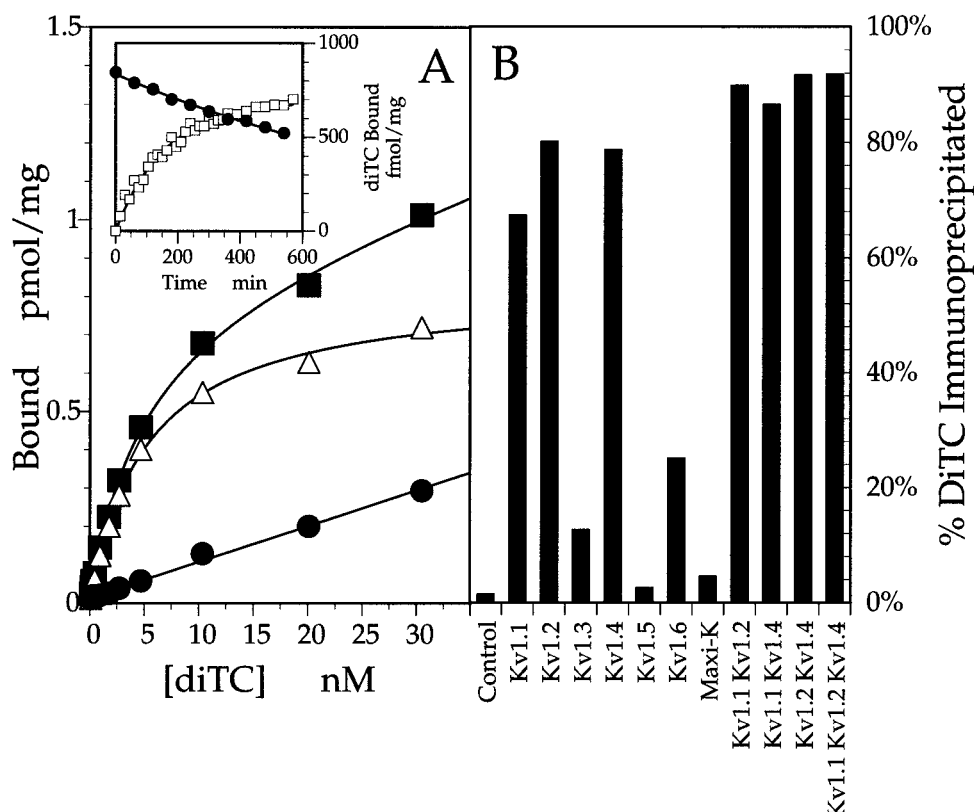 A
Bound pmol/mg
1.5
1
0.5
0
0 5 10 15 20 25 30
[diTC] nM
1000
500
0
diTC Bound
fmol/mg
0 200 400 600
Time min
B
100%
80%
60%
40%
20%
0%
% DiTC Immunoprecipitated
Control
Kv1.1
Kv1.2
Kv1.3
Kv1.4
Kv1.5
Kv1.6
Maxi-K
Kv1.1 Kv1.2
Kv1.1 Kv1.4
Kv1.2 Kv1.4
Kv1.1 Kv1.2 Kv1.4